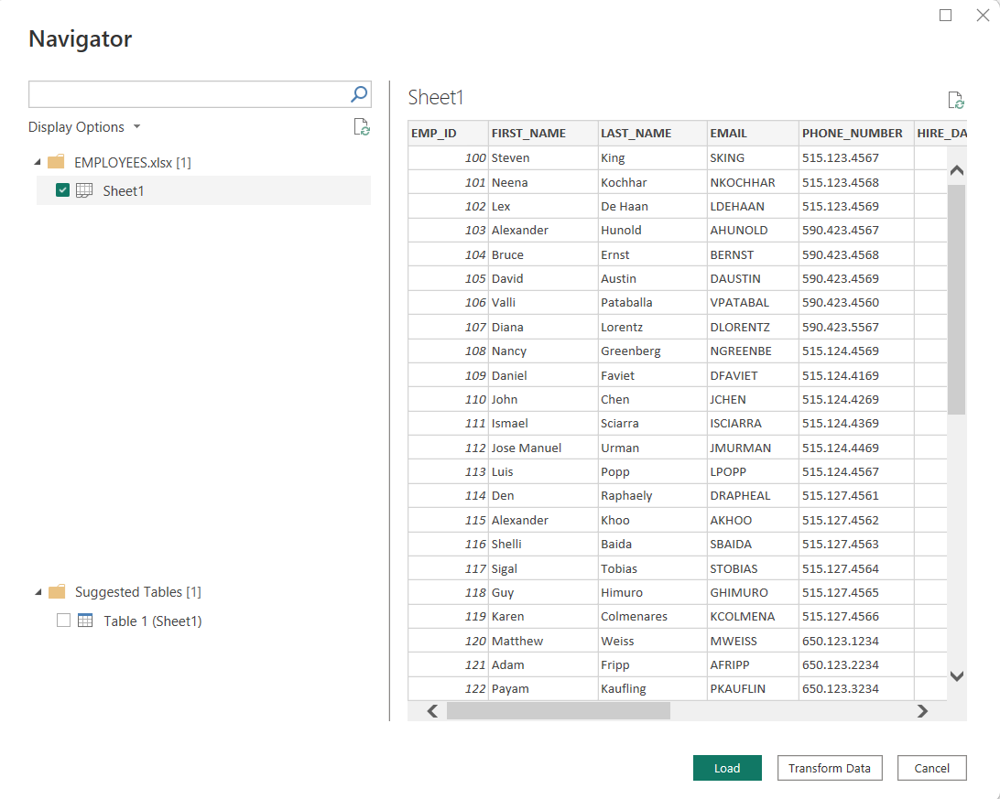 Navigator
Display Options
EMPLOYEES.xlsx [1]
Sheet1
Suggested Tables [1]
Table 1 (Sheet1)
Sheet1
EMP_ID FIRST_NAME LAST_NAME EMAIL PHONE_NUMBER HIRE_DA
100 Steven King SKING 515.123.4567
101 Neena Kochhar NKOCHHAR 515.123.4568
102 Lex De Haan LDEHAAN 515.123.4569
103 Alexander Hunold AHUNOLD 590.423.4567
104 Bruce Ernst BERNST 590.423.4568
105 David Austin DAUSTIN 590.423.4569
106 Valli Pataballa VPATABAL 590.423.4560
107 Diana Lorentz DLORENTZ 590.423.5567
108 Nancy Greenberg NGREENBE 515.124.4569
109 Daniel Faviet DFAVIET 515.124.4169
110 John Chen JCHEN 515.124.4269
111 Ismael Sciarra ISCIARRA 515.124.4369
112 Jose Manuel Urman JMURMAN 515.124.4469
113 Luis Popp LPOPP 515.124.4567
114 Den Raphaely DRAPHEAL 515.127.4561
115 Alexander Khoo AKHOO 515.127.4562
116 Shelli Baida SBAIDA 515.127.4563
117 Sigal Tobias STOBIAS 515.127.4564
118 Guy Himuro GHIMURO 515.127.4565
119 Karen Colmenares KCOLMENA 515.127.4566
120 Matthew Weiss MWEISS 650.123.1234
121 Adam Fripp AFRIPP 650.123.2234
122 Payam Kaufling PKAUFLIN 650.123.3234
Load Transform Data Cancel